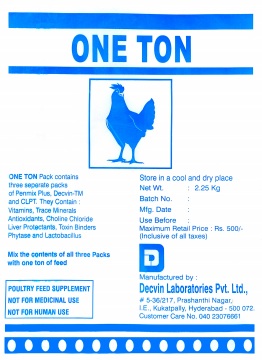 ONE TON
ONE TON Pack contains
three seperate packs
of Penmix Plus, Decvin-TM
and CLPT. They Contain :
Vitamins, Trace Minerals
Antioxidants, Choline Chloride
Liver Protectants, Toxin Binders
Phytase and Lactobacillus
Mix the contents of all three Packs
with one ton of feed
POULTRY FEED SUPPLEMENT
NOT FOR MEDICINAL USE
NOT FOR HUMAN USE
Store in a cool and dry place
Net Wt. : 2.25 Kg
Batch No. :
Mfg. Date :
Use Before :
Maximum Retail Price : Rs. 500/-
(Inclusive of all taxes)
D
Manufactured by :
Decvin Laboratories Pvt. Ltd.,
# 5-36/217, Prashanthi Nagar,
I.E., Kukatpally, Hyderabad - 500 072.
Customer Care No. 040 23076661